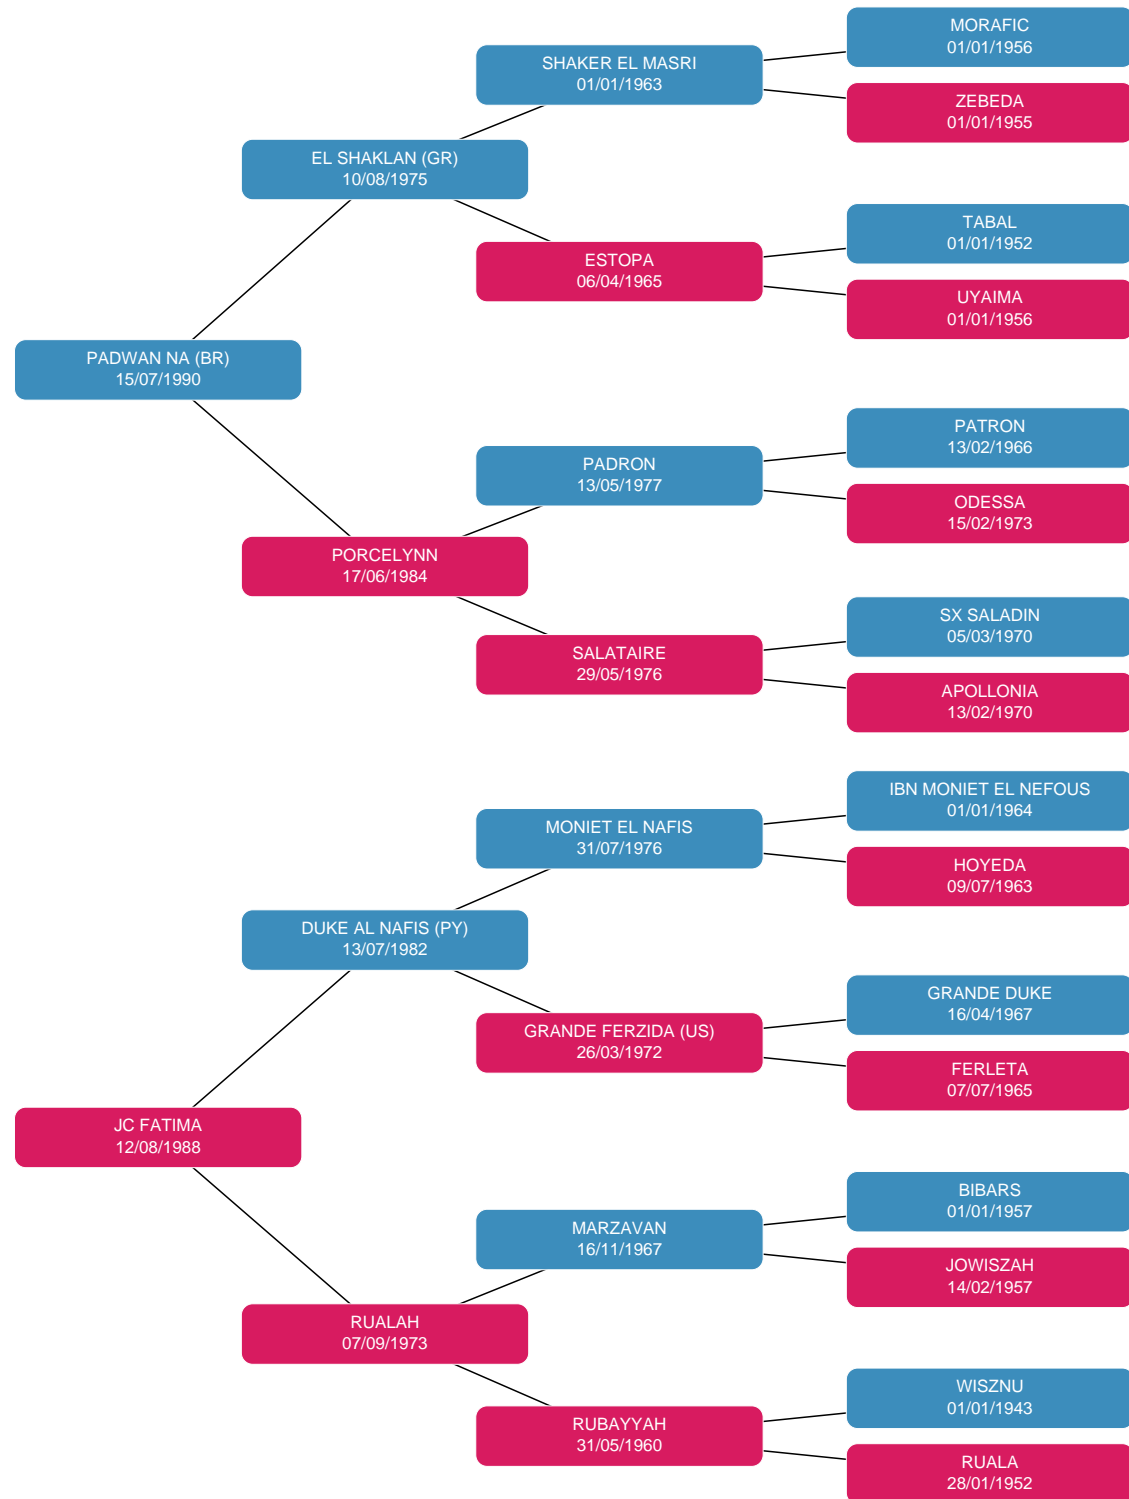 MORAFIC
01/01/1956
SHAKER EL MASRI
01/01/1963
ZEBEDA
01/01/1955
EL SHAKLAN (GR)
10/08/1975
TABAL
01/01/1952
ESTOPA
06/04/1965
UYAIMA
01/01/1956
PADWAN NA (BR)
15/07/1990
PATRON
13/02/1966
PADRON
13/05/1977
ODESSA
15/02/1973
PORCELYNN
17/06/1984
SX SALADIN
05/03/1970
SALATAIRE
29/05/1976
APOLLONIA
13/02/1970
IBN MONIET EL NEFOUS
01/01/1964
MONIET EL NAFIS
31/07/1976
HOYEDA
09/07/1963
DUKE AL NAFIS (PY)
13/07/1982
GRANDE DUKE
16/04/1967
GRANDE FERZIDA (US)
26/03/1972
FERLETA
07/07/1965
JC FATIMA
12/08/1988
BIBARS
01/01/1957
MARZAVAN
16/11/1967
JOWISZAH
14/02/1957
RUALAH
07/09/1973
WISZNU
01/01/1943
RUBAYYAH
31/05/1960
RUALA
28/01/1952